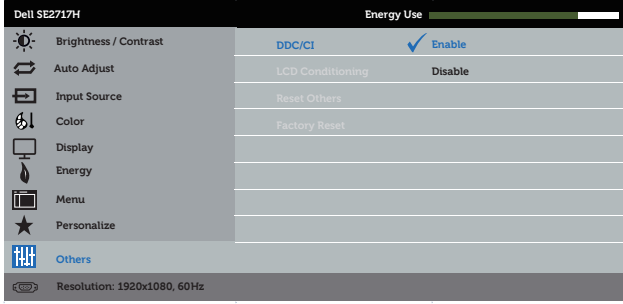 Dell SE2717H Energy Use
Brightness / Contrast DDC/CI Enable
Auto Adjust LCD Conditioning Disable
Input Source Reset Others
Color Factory Reset
Display
Energy
Menu
Personalize
Others
Resolution: 1920x1080, 60Hz